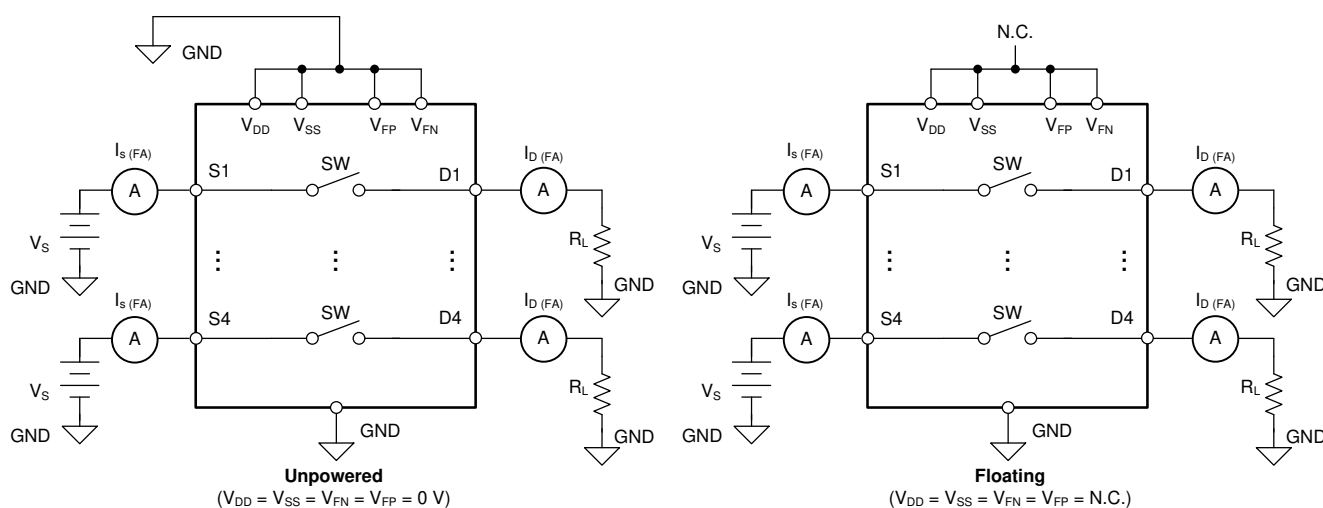 GND
N.C.
VDD VSS VFP VFN
VDD VSS VFP VFN
IS (FA)
S1
SW
D1
ID (FA)
A
A
VS
RL
GND
GND
IS (FA)
S4
SW
D4
ID (FA)
A
A
VS
RL
GND
GND
GND
Unpowered
(VDD = VSS = VFN = VFP = 0 V)
IS (FA)
S1
SW
D1
ID (FA)
A
A
VS
RL
GND
GND
IS (FA)
S4
SW
D4
ID (FA)
A
A
VS
RL
GND
GND
GND
Floating
(VDD = VSS = VFN = VFP = N.C.)